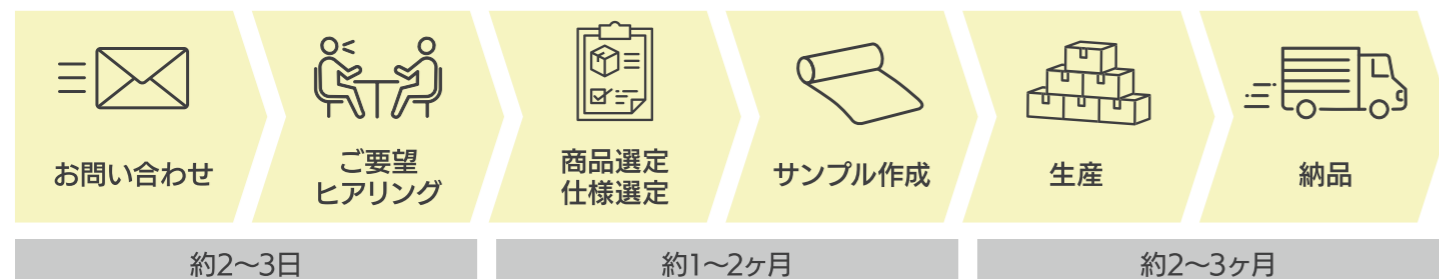 お問い合わせ
ご要望
ヒアリング
商品選定
仕様選定
サンプル作成
生産
納品
約2〜3日
約1〜2ヶ月
約2〜3ヶ月